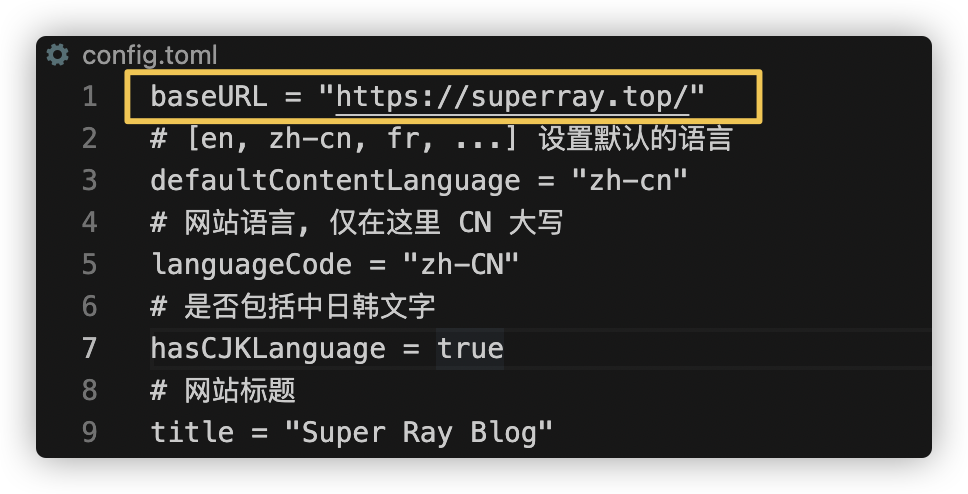 config.toml
1 baseURL = "https://superray.top/"
2 # [en, zh-cn, fr, ...] 设置默认的语言
3 defaultContentLanguage = "zh-cn"
4 # 网站语言, 仅在这里 CN 大写
5 languageCode = "zh-CN"
6 # 是否包括中日韩文字
7 hasCJKLanguage = true
8 # 网站标题
9 title = "Super Ray Blog"